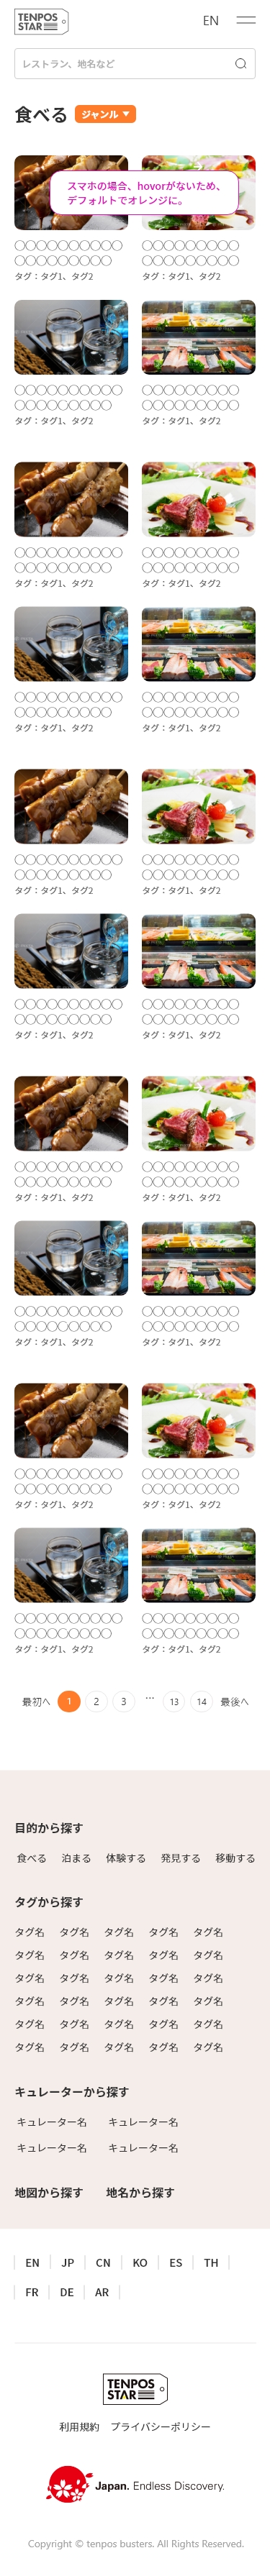 TENPOS
STAR
EN
レストラン、地名など
食べる ジャンル
スマホの場合、hovorがないため、
デフォルトでオレンジに。
〇〇〇〇〇〇〇〇〇〇 〇〇〇〇〇〇〇〇〇
〇〇〇〇〇〇〇〇〇 〇〇〇〇〇〇〇〇〇
タグ：タグ1、タグ2 タグ：タグ1、タグ2
〇〇〇〇〇〇〇〇〇〇 〇〇〇〇〇〇〇〇〇
〇〇〇〇〇〇〇〇〇 〇〇〇〇〇〇〇〇〇
タグ：タグ1、タグ2 タグ：タグ1、タグ2
〇〇〇〇〇〇〇〇〇〇 〇〇〇〇〇〇〇〇〇
〇〇〇〇〇〇〇〇〇 〇〇〇〇〇〇〇〇〇
タグ：タグ1、タグ2 タグ：タグ1、タグ2
〇〇〇〇〇〇〇〇〇〇 〇〇〇〇〇〇〇〇〇
〇〇〇〇〇〇〇〇〇 〇〇〇〇〇〇〇〇〇
タグ：タグ1、タグ2 タグ：タグ1、タグ2
〇〇〇〇〇〇〇〇〇〇 〇〇〇〇〇〇〇〇〇
〇〇〇〇〇〇〇〇〇 〇〇〇〇〇〇〇〇〇
タグ：タグ1、タグ2 タグ：タグ1、タグ2
〇〇〇〇〇〇〇〇〇〇 〇〇〇〇〇〇〇〇〇
〇〇〇〇〇〇〇〇〇 〇〇〇〇〇〇〇〇〇
タグ：タグ1、タグ2 タグ：タグ1、タグ2
〇〇〇〇〇〇〇〇〇〇 〇〇〇〇〇〇〇〇〇
〇〇〇〇〇〇〇〇〇 〇〇〇〇〇〇〇〇〇
タグ：タグ1、タグ2 タグ：タグ1、タグ2
〇〇〇〇〇〇〇〇〇〇 〇〇〇〇〇〇〇〇〇
〇〇〇〇〇〇〇〇〇 〇〇〇〇〇〇〇〇〇
タグ：タグ1、タグ2 タグ：タグ1、タグ2
〇〇〇〇〇〇〇〇〇〇 〇〇〇〇〇〇〇〇〇
〇〇〇〇〇〇〇〇〇 〇〇〇〇〇〇〇〇〇
タグ：タグ1、タグ2 タグ：タグ1、タグ2
〇〇〇〇〇〇〇〇〇〇 〇〇〇〇〇〇〇〇〇
〇〇〇〇〇〇〇〇〇 〇〇〇〇〇〇〇〇〇
タグ：タグ1、タグ2 タグ：タグ1、タグ2
最初へ 1 2 3 … 13 14 最後へ
目的から探す
食べる 泊まる 体験する 発見する 移動する
タグから探す
タグ名 タグ名 タグ名 タグ名 タグ名
タグ名 タグ名 タグ名 タグ名 タグ名
タグ名 タグ名 タグ名 タグ名 タグ名
タグ名 タグ名 タグ名 タグ名 タグ名
タグ名 タグ名 タグ名 タグ名 タグ名
タグ名 タグ名 タグ名 タグ名 タグ名
キュレーターから探す
キュレーター名 キュレーター名
キュレーター名 キュレーター名
地図から探す 地名から探す
EN JP CN KO ES TH
FR DE AR
TENPOS
STAR
利用規約 プライバシーポリシー
Japan. Endless Discovery.
Copyright © tenpos busters. All Rights Reserved.